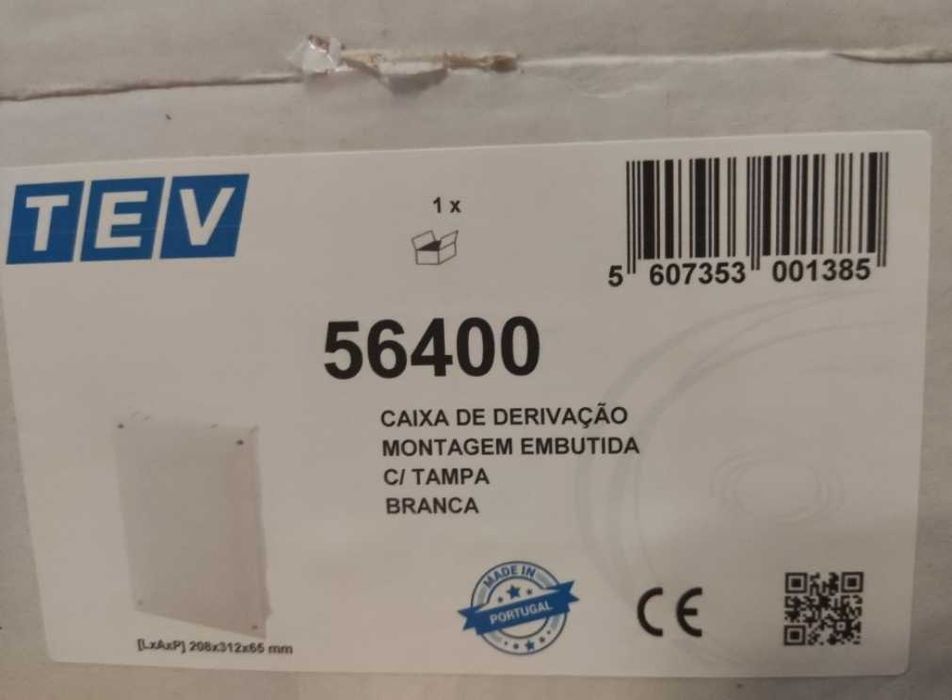 TEV
1 x
5 607353 001385
56400
CAIXA DE DERIVAÇÃO
MONTAGEM EMBUTIDA
C/ TAMPA
BRANCA
MADE IN
PORTUGAL
CE
[LxAxP] 208x312x65 mm